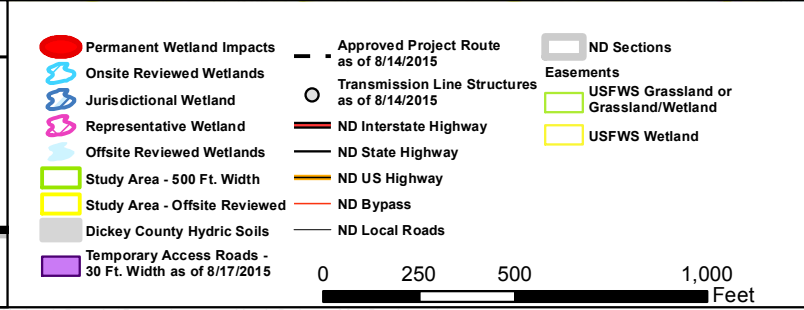 Permanent Wetland Impacts
Onsite Reviewed Wetlands
Jurisdictional Wetland
Representative Wetland
Offsite Reviewed Wetlands
Study Area - 500 Ft. Width
Study Area - Offsite Reviewed
Dickey County Hydric Soils
Temporary Access Roads -
30 Ft. Width as of 8/17/2015
Approved Project Route
as of 8/14/2015
Transmission Line Structures
as of 8/14/2015
ND Interstate Highway
ND State Highway
ND US Highway
ND Bypass
ND Local Roads
ND Sections
Easements
USFWS Grassland or
Grassland/Wetland
USFWS Wetland
0 250 500 1,000
Feet